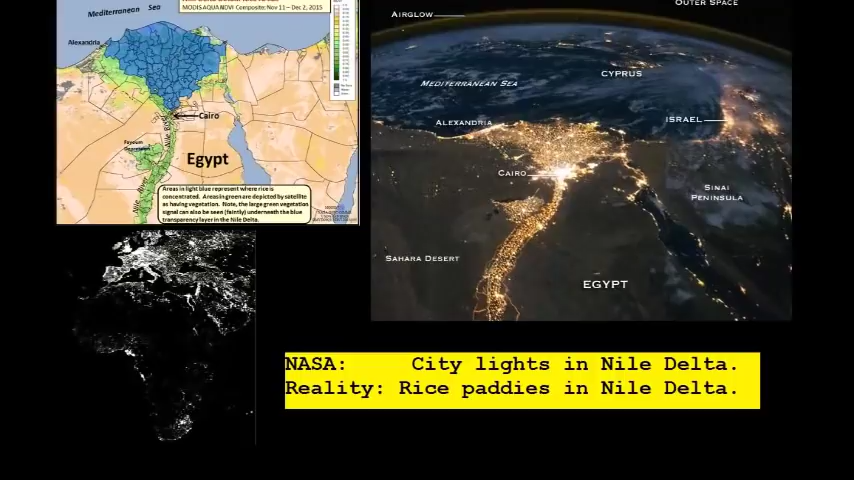 Mediterranean Sea
MODIS AQUA NDVI Composite: Nov 11 – Dec 2, 2015
Alexandria
Cairo
Fayoum
Egypt
Areas in light blue represent where rice is
concentrated. Areas in green are depicted by satellite
as having vegetation. Note, the large green vegetation
signal can also be seen (faintly) underneath the blue
transparency layer in the Nile Delta.
OUTER SPACE
AIRGLOW
CYPRUS
MEDITERRANEAN SEA
ALEXANDRIA
ISRAEL
CAIRO
SINAI
PENINSULA
SAHARA DESERT
EGYPT
NASA: City lights in Nile Delta.
Reality: Rice paddies in Nile Delta.